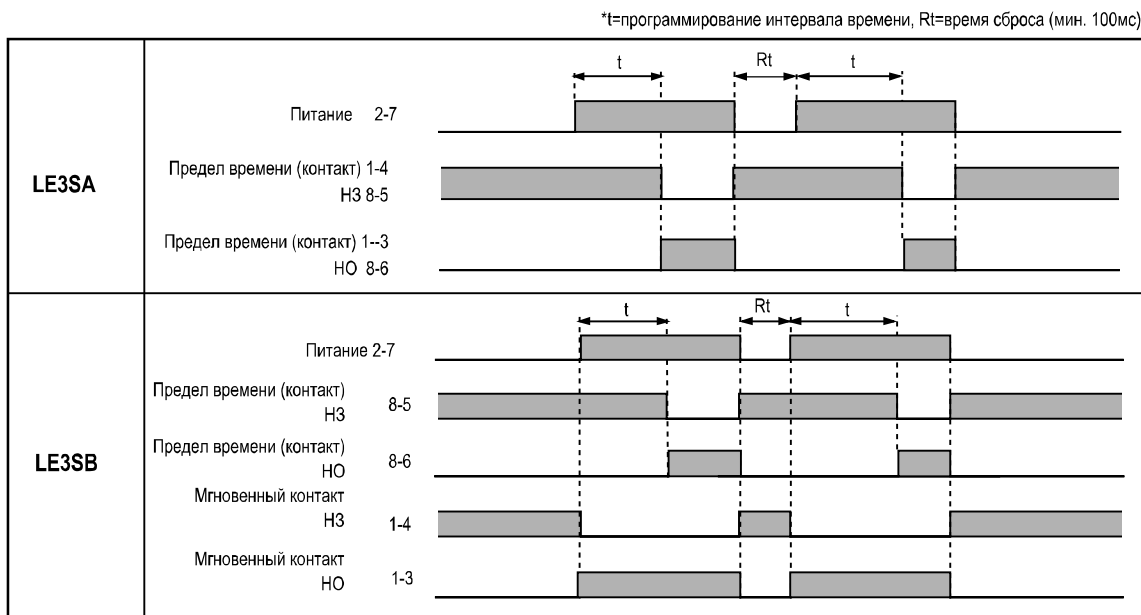 *t=программирование интервала времени, Rt=время сброса (мин. 100мс)
t Rt t
Питание 2-7
LE3SA
Предел времени (контакт) 1-4
НЗ 8-5
Предел времени (контакт) 1--3
НО 8-6
t Rt t
Питание 2-7
LE3SB
Предел времени (контакт)
НЗ 8-5
Предел времени (контакт)
НО 8-6
Мгновенный контакт
НЗ 1-4
Мгновенный контакт
НО 1-3